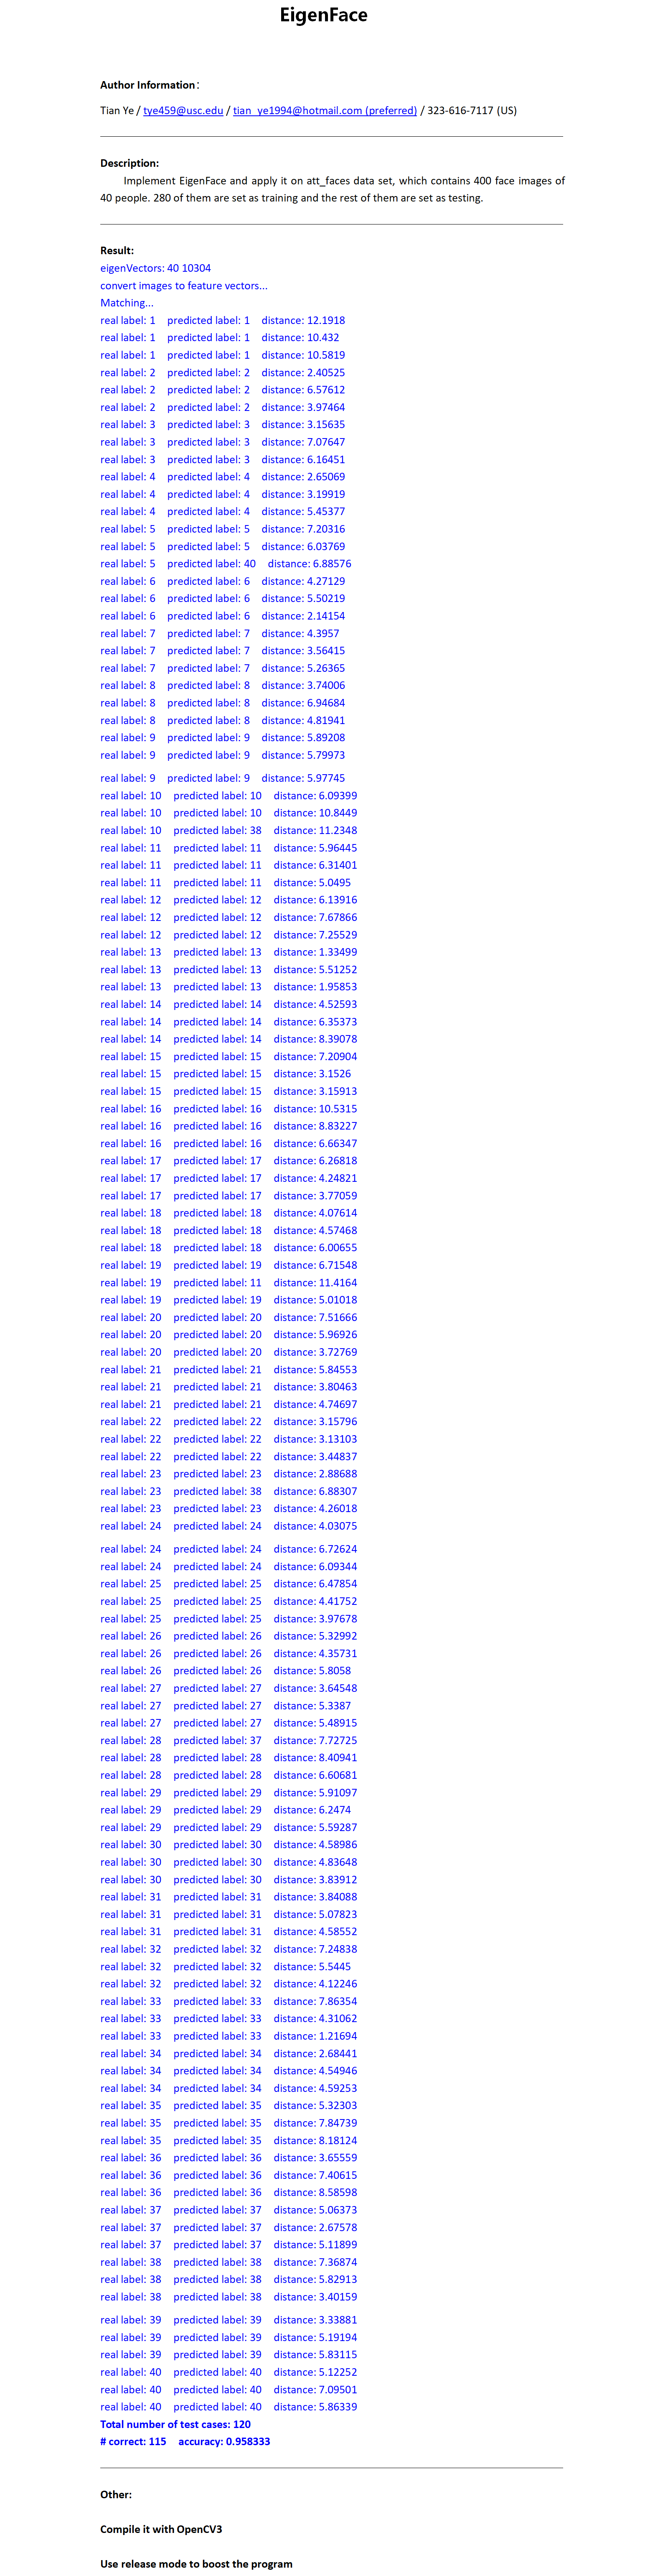 EigenFace
Author Information:
Tian Ye / tye459@usc.edu / tian_ye1994@hotmail.com (preferred) / 323-616-7117 (US)
Description:
Implement EigenFace and apply it on att_faces data set, which contains 400 face images of
40 people. 280 of them are set as training and the rest of them are set as testing.
Result:
eigenVectors: 40 10304
convert images to feature vectors...
Matching...
real label: 1 predicted label: 1 distance: 12.1918
real label: 1 predicted label: 1 distance: 10.432
real label: 1 predicted label: 1 distance: 10.5819
real label: 2 predicted label: 2 distance: 2.40525
real label: 2 predicted label: 2 distance: 6.57612
real label: 2 predicted label: 2 distance: 3.97464
real label: 3 predicted label: 3 distance: 3.15635
real label: 3 predicted label: 3 distance: 7.07647
real label: 3 predicted label: 3 distance: 6.16451
real label: 4 predicted label: 4 distance: 2.65069
real label: 4 predicted label: 4 distance: 3.19919
real label: 4 predicted label: 4 distance: 5.45377
real label: 5 predicted label: 5 distance: 7.20316
real label: 5 predicted label: 5 distance: 6.03769
real label: 5 predicted label: 40 distance: 6.88576
real label: 6 predicted label: 6 distance: 4.27129
real label: 6 predicted label: 6 distance: 5.50219
real label: 6 predicted label: 6 distance: 2.14154
real label: 7 predicted label: 7 distance: 4.3957
real label: 7 predicted label: 7 distance: 3.56415
real label: 7 predicted label: 7 distance: 5.26365
real label: 8 predicted label: 8 distance: 3.74006
real label: 8 predicted label: 8 distance: 6.94684
real label: 8 predicted label: 8 distance: 4.81941
real label: 9 predicted label: 9 distance: 5.89208
real label: 9 predicted label: 9 distance: 5.79973
real label: 9 predicted label: 9 distance: 5.97745
real label: 10 predicted label: 10 distance: 6.09399
real label: 10 predicted label: 10 distance: 10.8449
real label: 10 predicted label: 38 distance: 11.2348
real label: 11 predicted label: 11 distance: 5.96445
real label: 11 predicted label: 11 distance: 6.31401
real label: 11 predicted label: 11 distance: 5.0495
real label: 12 predicted label: 12 distance: 6.13916
real label: 12 predicted label: 12 distance: 7.67866
real label: 12 predicted label: 12 distance: 7.25529
real label: 13 predicted label: 13 distance: 1.33499
real label: 13 predicted label: 13 distance: 5.51252
real label: 13 predicted label: 13 distance: 1.95853
real label: 14 predicted label: 14 distance: 4.52593
real label: 14 predicted label: 14 distance: 6.35373
real label: 14 predicted label: 14 distance: 8.39078
real label: 15 predicted label: 15 distance: 7.20904
real label: 15 predicted label: 15 distance: 3.1526
real label: 15 predicted label: 15 distance: 3.15913
real label: 16 predicted label: 16 distance: 10.5315
real label: 16 predicted label: 16 distance: 8.83227
real label: 16 predicted label: 16 distance: 6.66347
real label: 17 predicted label: 17 distance: 6.26818
real label: 17 predicted label: 17 distance: 4.24821
real label: 17 predicted label: 17 distance: 3.77059
real label: 18 predicted label: 18 distance: 4.07614
real label: 18 predicted label: 18 distance: 4.57468
real label: 18 predicted label: 18 distance: 6.00655
real label: 19 predicted label: 19 distance: 6.71548
real label: 19 predicted label: 11 distance: 11.4164
real label: 19 predicted label: 19 distance: 5.01018
real label: 20 predicted label: 20 distance: 7.51666
real label: 20 predicted label: 20 distance: 5.96926
real label: 20 predicted label: 20 distance: 3.72769
real label: 21 predicted label: 21 distance: 5.84553
real label: 21 predicted label: 21 distance: 3.80463
real label: 21 predicted label: 21 distance: 4.74697
real label: 22 predicted label: 22 distance: 3.15796
real label: 22 predicted label: 22 distance: 3.13103
real label: 22 predicted label: 22 distance: 3.44837
real label: 23 predicted label: 23 distance: 2.88688
real label: 23 predicted label: 38 distance: 6.88307
real label: 23 predicted label: 23 distance: 4.26018
real label: 24 predicted label: 24 distance: 4.03075
real label: 24 predicted label: 24 distance: 6.72624
real label: 24 predicted label: 24 distance: 6.09344
real label: 25 predicted label: 25 distance: 6.47854
real label: 25 predicted label: 25 distance: 4.41752
real label: 25 predicted label: 25 distance: 3.97678
real label: 26 predicted label: 26 distance: 5.32992
real label: 26 predicted label: 26 distance: 4.35731
real label: 26 predicted label: 26 distance: 5.8058
real label: 27 predicted label: 27 distance: 3.64548
real label: 27 predicted label: 27 distance: 5.3387
real label: 27 predicted label: 27 distance: 5.48915
real label: 28 predicted label: 37 distance: 7.72725
real label: 28 predicted label: 28 distance: 8.40941
real label: 28 predicted label: 28 distance: 6.60681
real label: 29 predicted label: 29 distance: 5.91097
real label: 29 predicted label: 29 distance: 6.2474
real label: 29 predicted label: 29 distance: 5.59287
real label: 30 predicted label: 30 distance: 4.58986
real label: 30 predicted label: 30 distance: 4.83648
real label: 30 predicted label: 30 distance: 3.83912
real label: 31 predicted label: 31 distance: 3.84088
real label: 31 predicted label: 31 distance: 5.07823
real label: 31 predicted label: 31 distance: 4.58552
real label: 32 predicted label: 32 distance: 7.24838
real label: 32 predicted label: 32 distance: 5.5445
real label: 32 predicted label: 32 distance: 4.12246
real label: 33 predicted label: 33 distance: 7.86354
real label: 33 predicted label: 33 distance: 4.31062
real label: 33 predicted label: 33 distance: 1.21694
real label: 34 predicted label: 34 distance: 2.68441
real label: 34 predicted label: 34 distance: 4.54946
real label: 34 predicted label: 34 distance: 4.59253
real label: 35 predicted label: 35 distance: 5.32303
real label: 35 predicted label: 35 distance: 7.84739
real label: 35 predicted label: 35 distance: 8.18124
real label: 36 predicted label: 36 distance: 3.65559
real label: 36 predicted label: 36 distance: 7.40615
real label: 36 predicted label: 36 distance: 8.58598
real label: 37 predicted label: 37 distance: 5.06373
real label: 37 predicted label: 37 distance: 2.67578
real label: 37 predicted label: 37 distance: 5.11899
real label: 38 predicted label: 38 distance: 7.36874
real label: 38 predicted label: 38 distance: 5.82913
real label: 38 predicted label: 38 distance: 3.40159
real label: 39 predicted label: 39 distance: 3.33881
real label: 39 predicted label: 39 distance: 5.19194
real label: 39 predicted label: 39 distance: 5.83115
real label: 40 predicted label: 40 distance: 5.12252
real label: 40 predicted label: 40 distance: 7.09501
real label: 40 predicted label: 40 distance: 5.86339
Total number of test cases: 120
# correct: 115 accuracy: 0.958333
Other:
Compile it with OpenCV3
Use release mode to boost the program